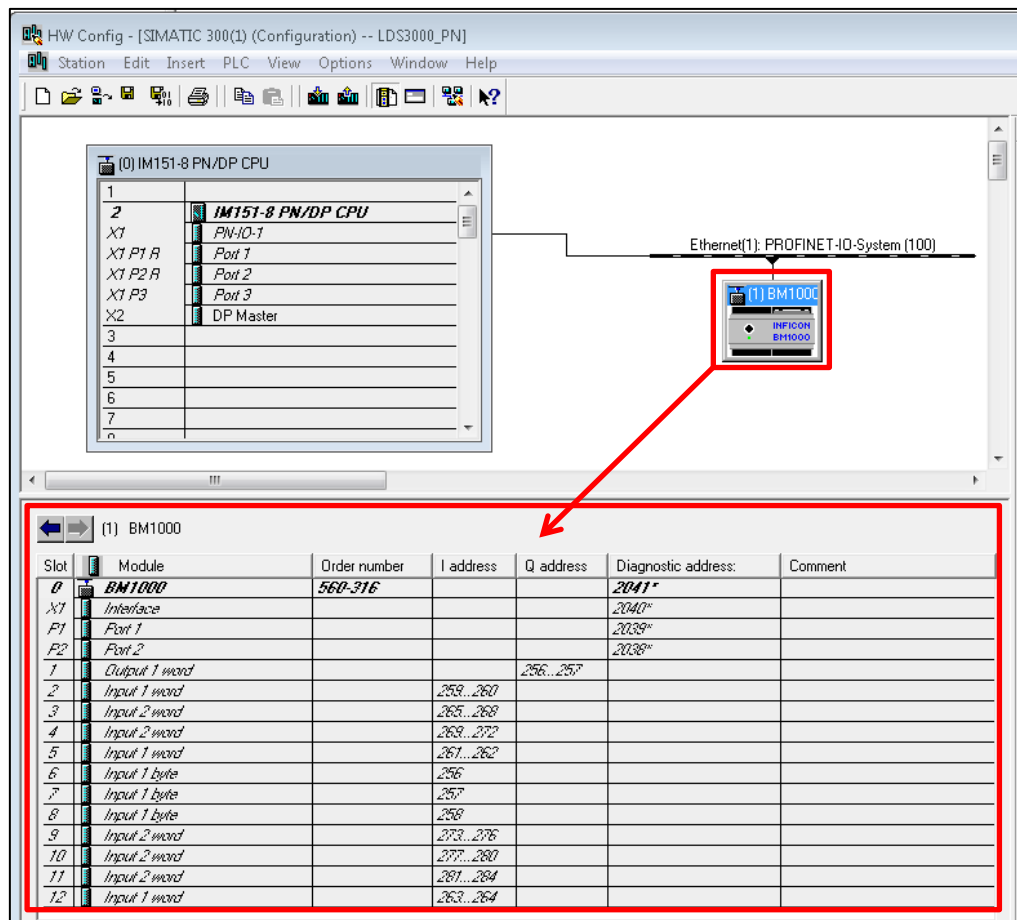 HW Config - [SIMATIC 300(1) (Configuration) -- LDS3000_PN]
Station Edit Insert PLC View Options Window Help
(0) IM151-8 PN/DP CPU
1
2 IM151-8 PN/DP CPU
X1 PN-IO-1
X1 P1 R Port 1
X1 P2 R Port 2
X1 P3 Port 3
X2 DP Master
3
4
5
6
7
Ethernet(1): PROFINET-IO-System (100)
(1) BM1000
INFICON
BM1000
(1) BM1000
Slot Module Order number I address Q address Diagnostic address: Comment
0 BM1000 560-316 2041*
X1 Interface 2040*
P1 Port 1 2039*
P2 Port 2 2038*
1 Output 1 word 256...257
2 Input 1 word 259...260
3 Input 2 word 265...268
4 Input 2 word 269...272
5 Input 1 word 261...262
6 Input 1 byte 256
7 Input 1 byte 257
8 Input 1 byte 258
9 Input 2 word 273...276
10 Input 2 word 277...280
11 Input 2 word 281...284
12 Input 1 word 263...264